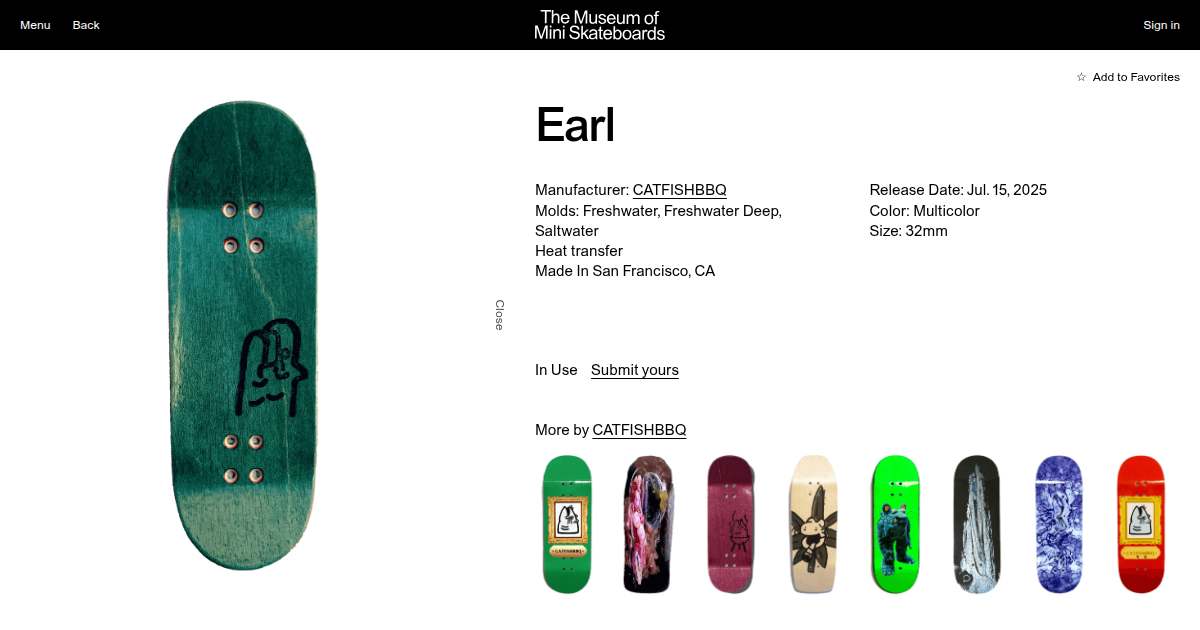 Menu
Back
The Museum of
Mini Skateboards
Sign in
☆ Add to Favorites
Earl
Manufacturer: CATFISHBBQ
Molds: Freshwater, Freshwater Deep,
Saltwater
Heat transfer
Made In San Francisco, CA
Release Date: Jul. 15, 2025
Color: Multicolor
Size: 32mm
Close
In Use Submit yours
More by CATFISHBBQ
CATFISHBBQ
CATFISHBBQ